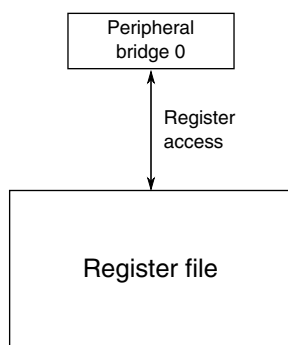 Peripheral
bridge 0
Register
access
Register file